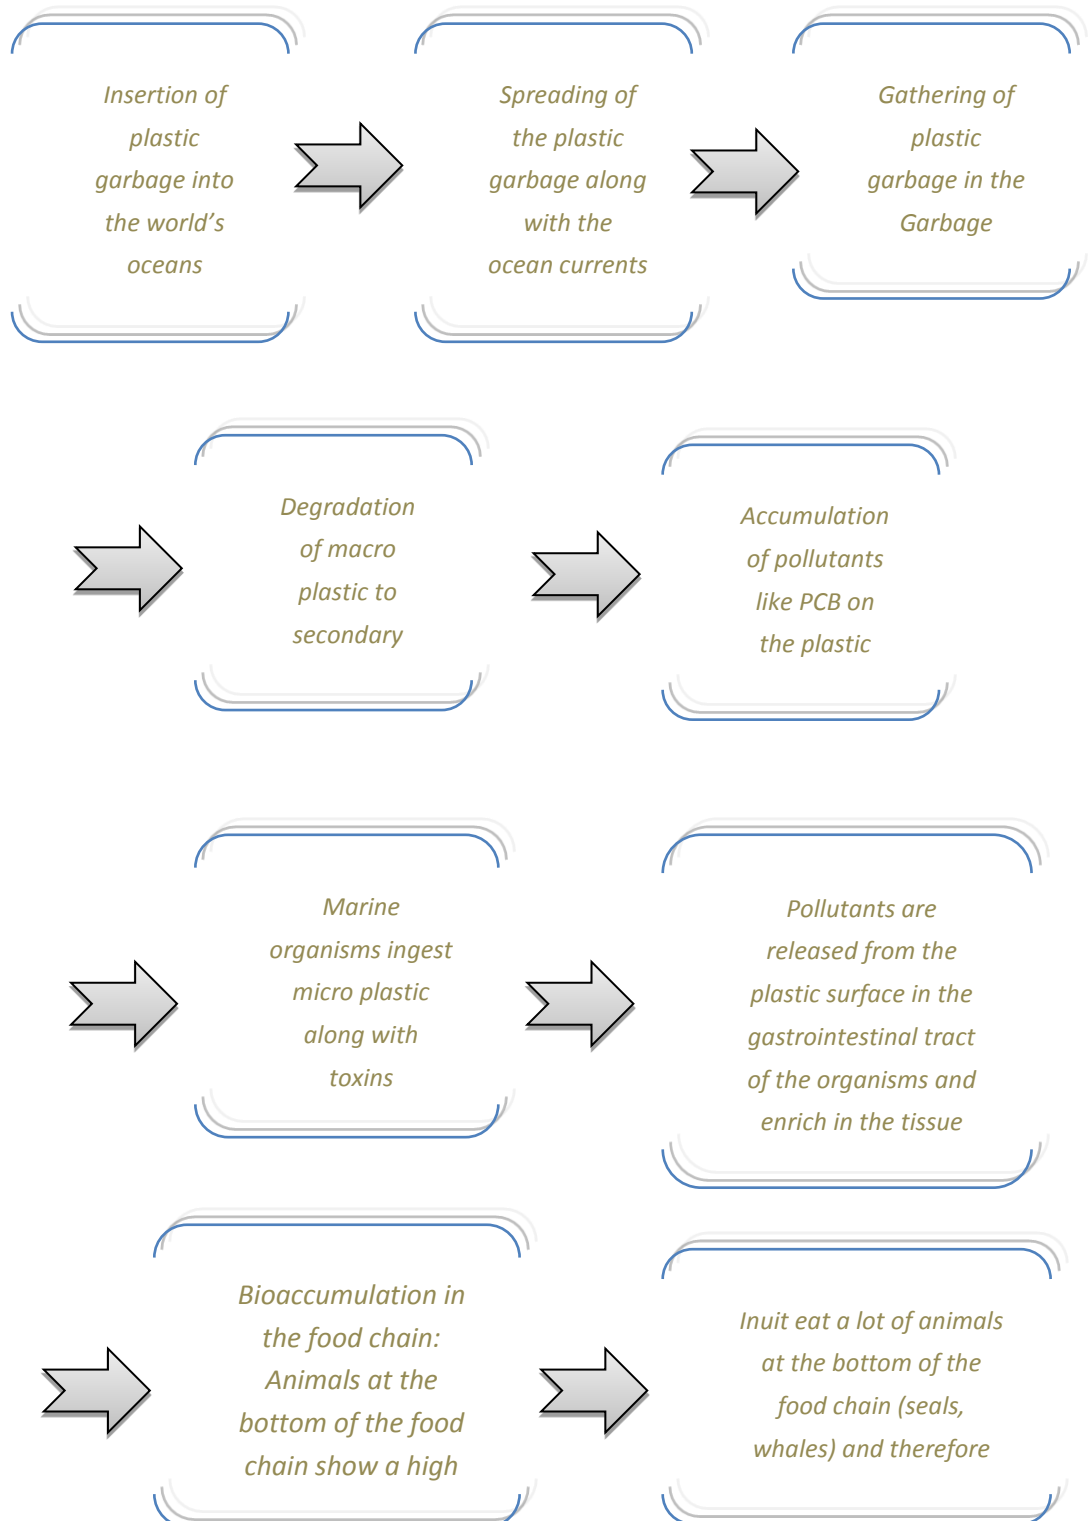 Insertion of
plastic
garbage into
the world's
oceans
Spreading of
the plastic
garbage along
with the
ocean currents
Gathering of
plastic
garbage in the
Garbage
Degradation
of macro
plastic to
secondary
Accumulation
of pollutants
like PCB on
the plastic
Marine
organisms ingest
micro plastic
along with
toxins
Pollutants are
released from the
plastic surface in the
gastrointestinal tract
of the organisms and
enrich in the tissue
Bioaccumulation in
the food chain:
Animals at the
bottom of the food
chain show a high
Inuit eat a lot of animals
at the bottom of the
food chain (seals,
whales) and therefore